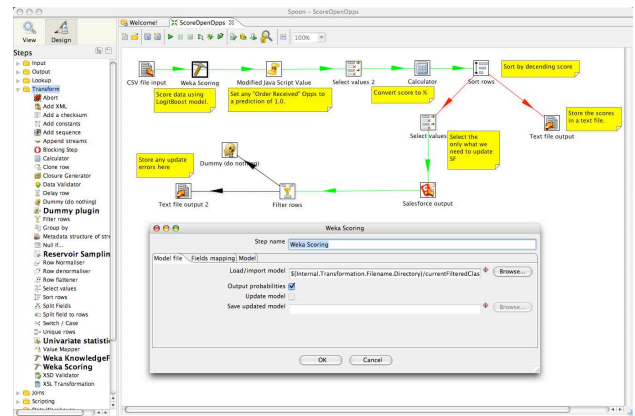 Spoon - ScoreOpenOpps
View
Design
Welcome!
ScoreOpenOpps
100%
Steps
Input
Output
Lookup
Transform
Abort
Add XML
Add a checksum
Add constants
Add sequence
Append streams
Blocking Step
Calculator
Clone row
Closure Generator
Data Validator
Delay row
Dummy (do nothing)
Dummy plugin
Filter rows
Group by
Metadata structure of stre
Null if...
Reservoir Samplin
Row Normaliser
Row denormaliser
Row flattener
Select values
Sort rows
Split Fields
Split field to rows
Switch / Case
Unique rows
Univariate statistic
Value Mapper
Weka KnowledgeF
Weka Scoring
XSD Validator
XSL Transformation
Joins
Scripting
CSV file input
Weka Scoring
Modified Java Script Value
Select values 2
Calculator
Sort rows
Sort by decending score
Score data using
LogitBoost model.
Set any "Order Received" Opps to
a prediction of 1.0.
Convert score to %
Store the scores
in a text file.
Select values
Select the
only what we
need to update
SF
Text file output
Store any update
errors here
Dummy (do nothing)
Text file output 2
Filter rows
Salesforce output
Weka Scoring
Step name
Weka Scoring
Model file
Fields mapping
Model
Load/import model
${Internal.Transformation.Filename.Directory}/currentFilteredClas
Browse...
Output probabilities
Update model
Save updated model
Browse...
OK
Cancel